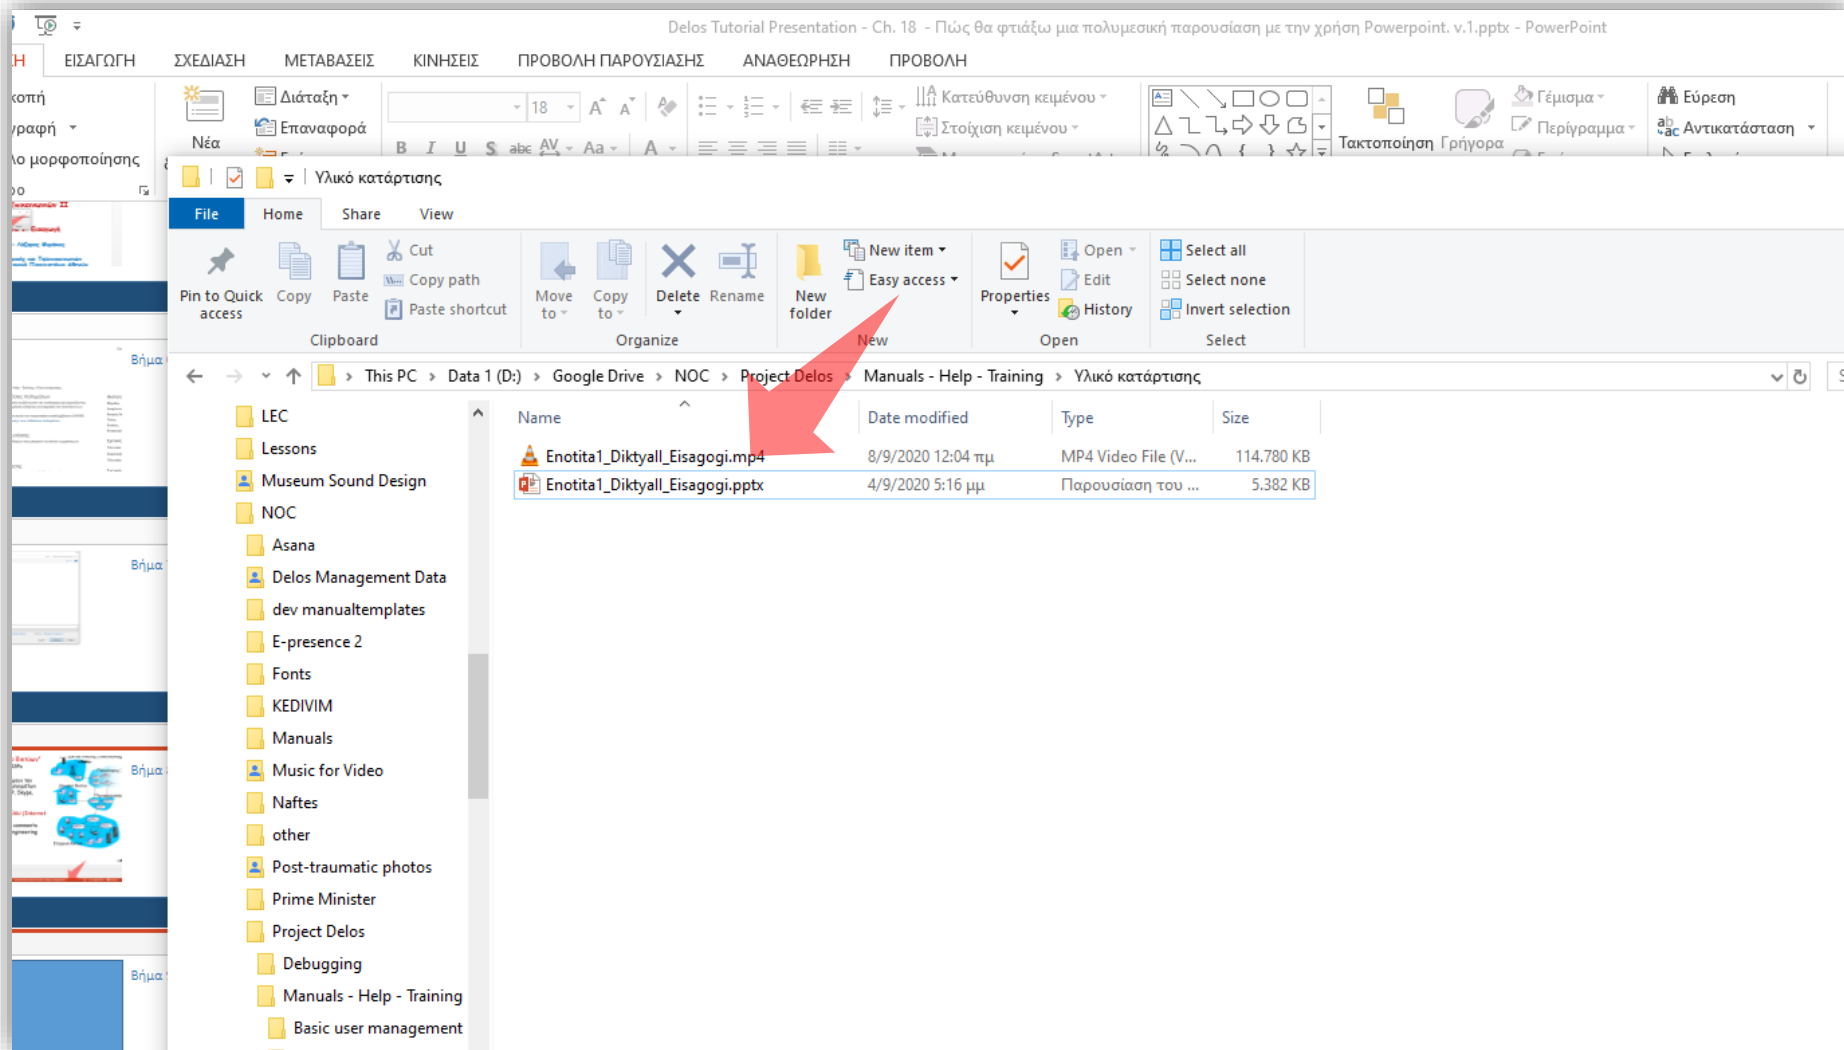 Delos Tutorial Presentation - Ch. 18 - Πώς θα φτιάξω μια πολυμεσική παρουσίαση με την χρήση Powerpoint. v.1.pptx - PowerPoint
ΕΙΣΑΓΩΓΗ ΣΧΕΔΙΑΣΗ ΜΕΤΑΒΑΣΕΙΣ ΚΙΝΗΣΕΙΣ ΠΡΟΒΟΛΗ ΠΑΡΟΥΣΙΑΣΗΣ ΑΝΑΘΕΩΡΗΣΗ ΠΡΟΒΟΛΗ
Διάταξη 18 Κατεύθυνση κειμένου Γέμισμα Εύρεση
Επαναφορά Στοίχιση κειμένου Περίγραμμα Αντικατάσταση
Νέα Τακτοποίηση Γρήγορα
μορφοποίησης
Υλικό κατάρτισης
File Home Share View
Cut New item Open Select all
Copy path Easy access Edit Select none
Pin to Quick access Copy Paste Paste shortcut Move to Copy to Delete Rename New folder Properties History Invert selection
Clipboard Organize New Open Select
This PC > Data 1 (D:) > Google Drive > NOC > Project Delos > Manuals - Help - Training > Υλικό κατάρτισης
Name Date modified Type Size
Enotita1_DiktyaII_Eisagogi.mp4 8/9/2020 12:04 πμ MP4 Video File (V... 114.780 KB
Enotita1_DiktyaII_Eisagogi.pptx 4/9/2020 5:16 μμ Παρουσίαση του ... 5.382 KB
LEC
Lessons
Museum Sound Design
NOC
Asana
Delos Management Data
dev manualtemplates
E-presence 2
Fonts
KEDIVIM
Manuals
Music for Video
Naftes
other
Post-traumatic photos
Prime Minister
Project Delos
Debugging
Manuals - Help - Training
Basic user management
Βήμα
Βήμα
Βήμα
Βήμα